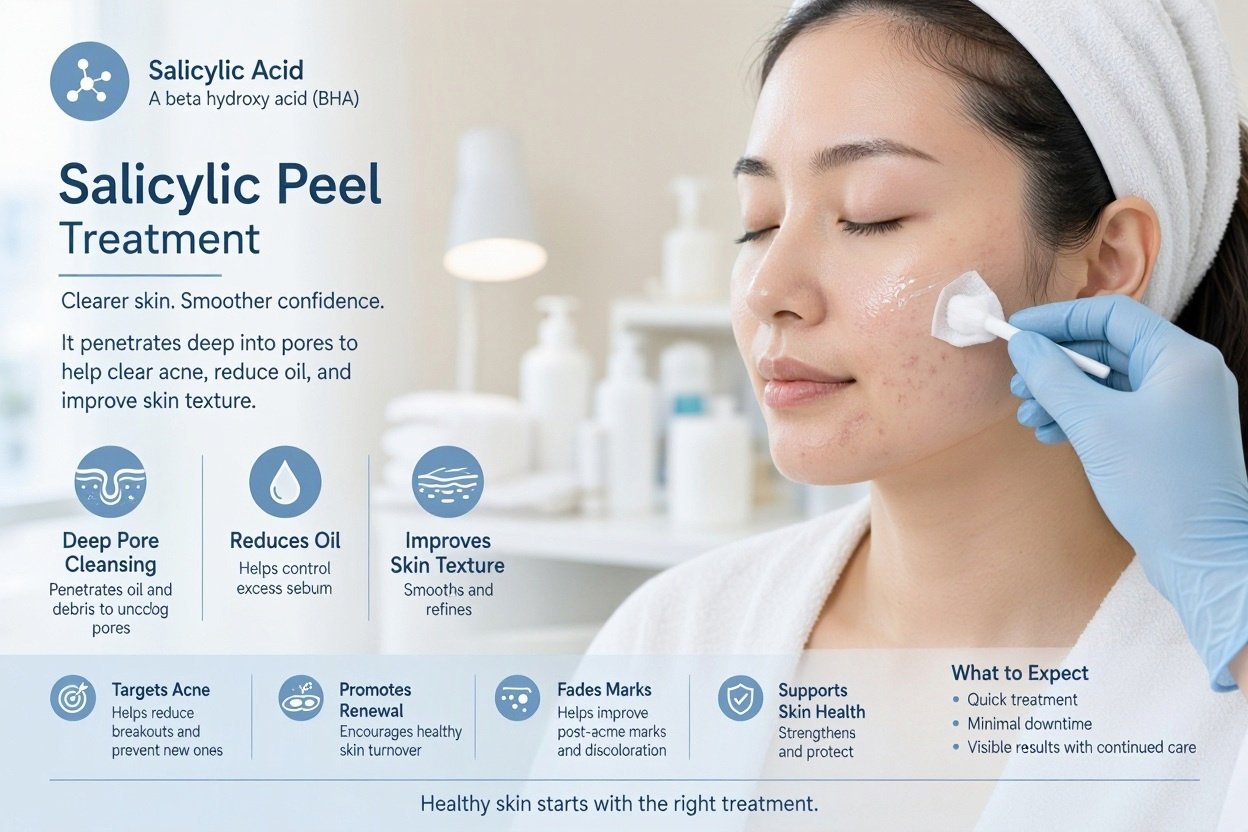 Salicylic Acid
A beta hydroxy acid (BHA)
Salicylic Peel
Treatment
Clearer skin. Smoother confidence.
It penetrates deep into pores to
help clear acne, reduce oil, and
improve skin texture.
Deep Pore
Cleansing
Penetrates oil and
debris to uncclog
pores
Reduces Oil
Helps control
excess sebum
Improves
Skin Texture
Smooths and
refines
Targets Acne
Helps reduce
breakouts and
prevent new ones
Promotes
Renewal
Encourages healthy
skin turnover
Fades Marks
Helps improve
post-acme marks
and discoloration
Supports
Skin Health
Strengthens
and protect
What to Expect
• Quick treatment
• Minimal downtime
• Visible results with continued care
Healthy skin starts with the right treatment.